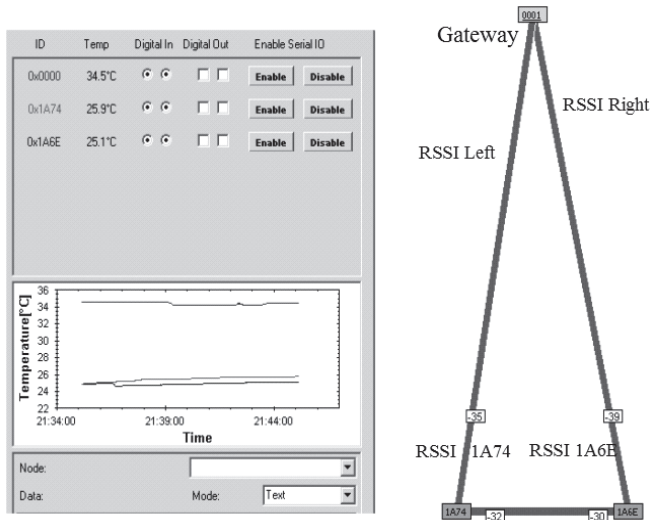 ID Temp Digital In Digital Out Enable Serial IO
0x0000 34.5°C Enable Disable
0x1A74 25.9°C Enable Disable
0x1A6E 25.1°C Enable Disable
36
34
32
30
28
26
24
22
Temperature[°C]
21:34:00 21:39:00 21:44:00
Time
Node:
Data: Mode: Text
0001
Gateway
RSSI Right
RSSI Left
-35
-39
RSSI 1A74 RSSI 1A6E
1A74 -32 -30 1A6E